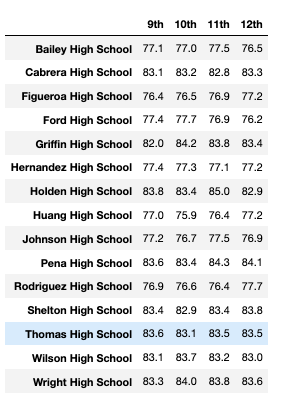 9th 10th 11th 12th
Bailey High School 77.1 77.0 77.5 76.5
Cabrera High School 83.1 83.2 82.8 83.3
Figueroa High School 76.4 76.5 76.9 77.2
Ford High School 77.4 77.7 76.9 76.2
Griffin High School 82.0 84.2 83.8 83.4
Hernandez High School 77.4 77.3 77.1 77.2
Holden High School 83.8 83.4 85.0 82.9
Huang High School 77.0 75.9 76.4 77.2
Johnson High School 77.2 76.7 77.5 76.9
Pena High School 83.6 83.4 84.3 84.1
Rodriguez High School 76.9 76.6 76.4 77.7
Shelton High School 83.4 82.9 83.4 83.8
Thomas High School 83.6 83.1 83.5 83.5
Wilson High School 83.1 83.7 83.2 83.0
Wright High School 83.3 84.0 83.8 83.6